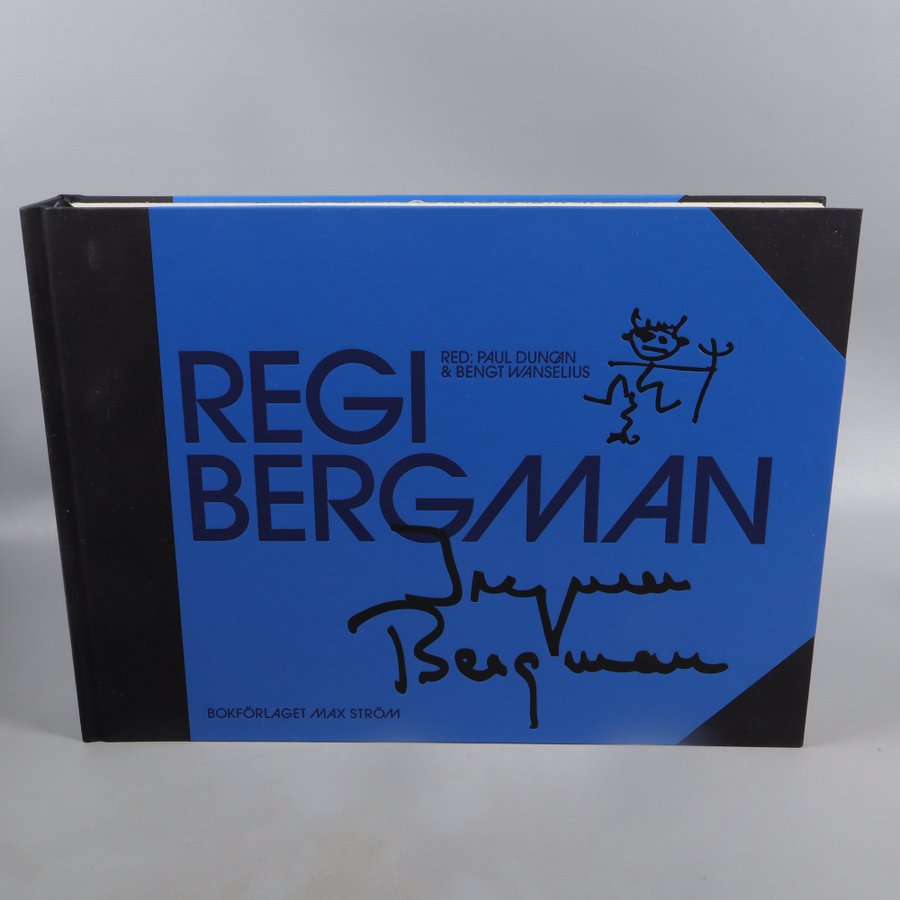 REGI
RED: PAUL DUNCAN
& BENGT WANSELIUS
BERGMAN
Ingmar
Bergman
BOKFÖRLAGET MAX STRÖM